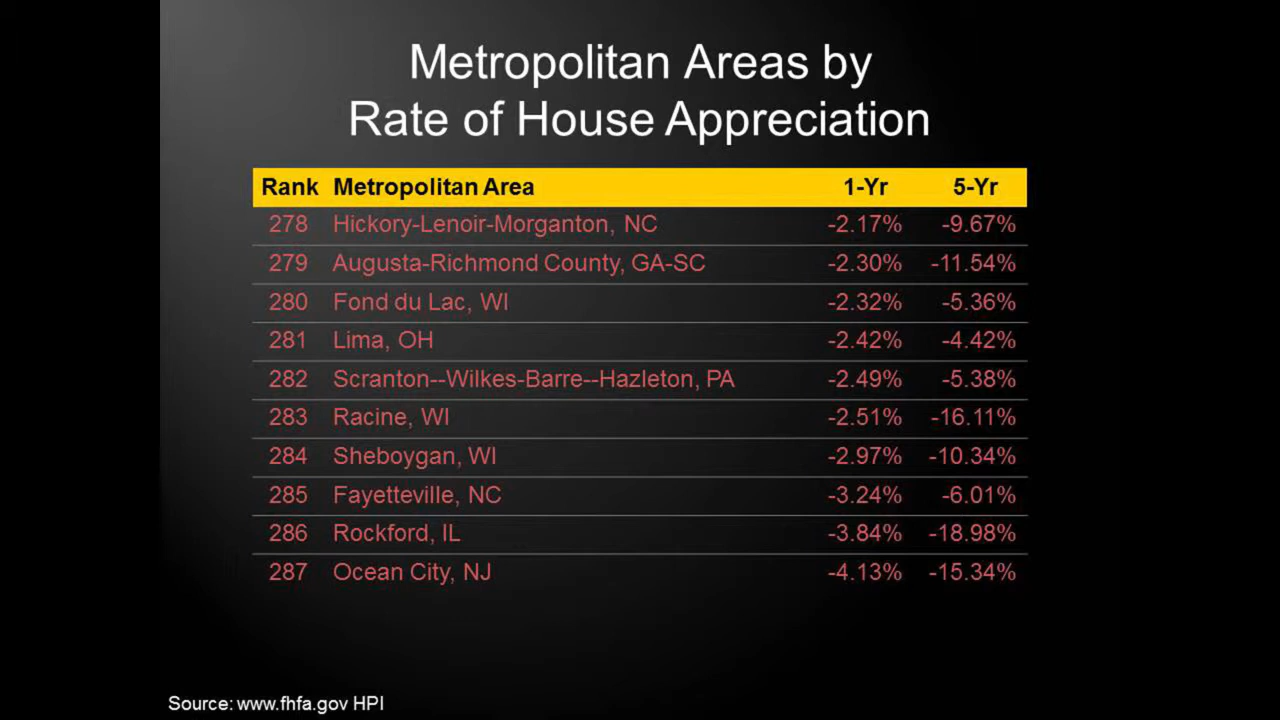 Metropolitan Areas by
Rate of House Appreciation
Rank Metropolitan Area 1-Yr 5-Yr
278 Hickory-Lenoir-Morganton, NC -2.17% -9.67%
279 Augusta-Richmond County, GA-SC -2.30% -11.54%
280 Fond du Lac, WI -2.32% -5.36%
281 Lima, OH -2.42% -4.42%
282 Scranton--Wilkes-Barre--Hazleton, PA -2.49% -5.38%
283 Racine, WI -2.51% -16.11%
284 Sheboygan, WI -2.97% -10.34%
285 Fayetteville, NC -3.24% -6.01%
286 Rockford, IL -3.84% -18.98%
287 Ocean City, NJ -4.13% -15.34%
Source: www.fhfa.gov HPI